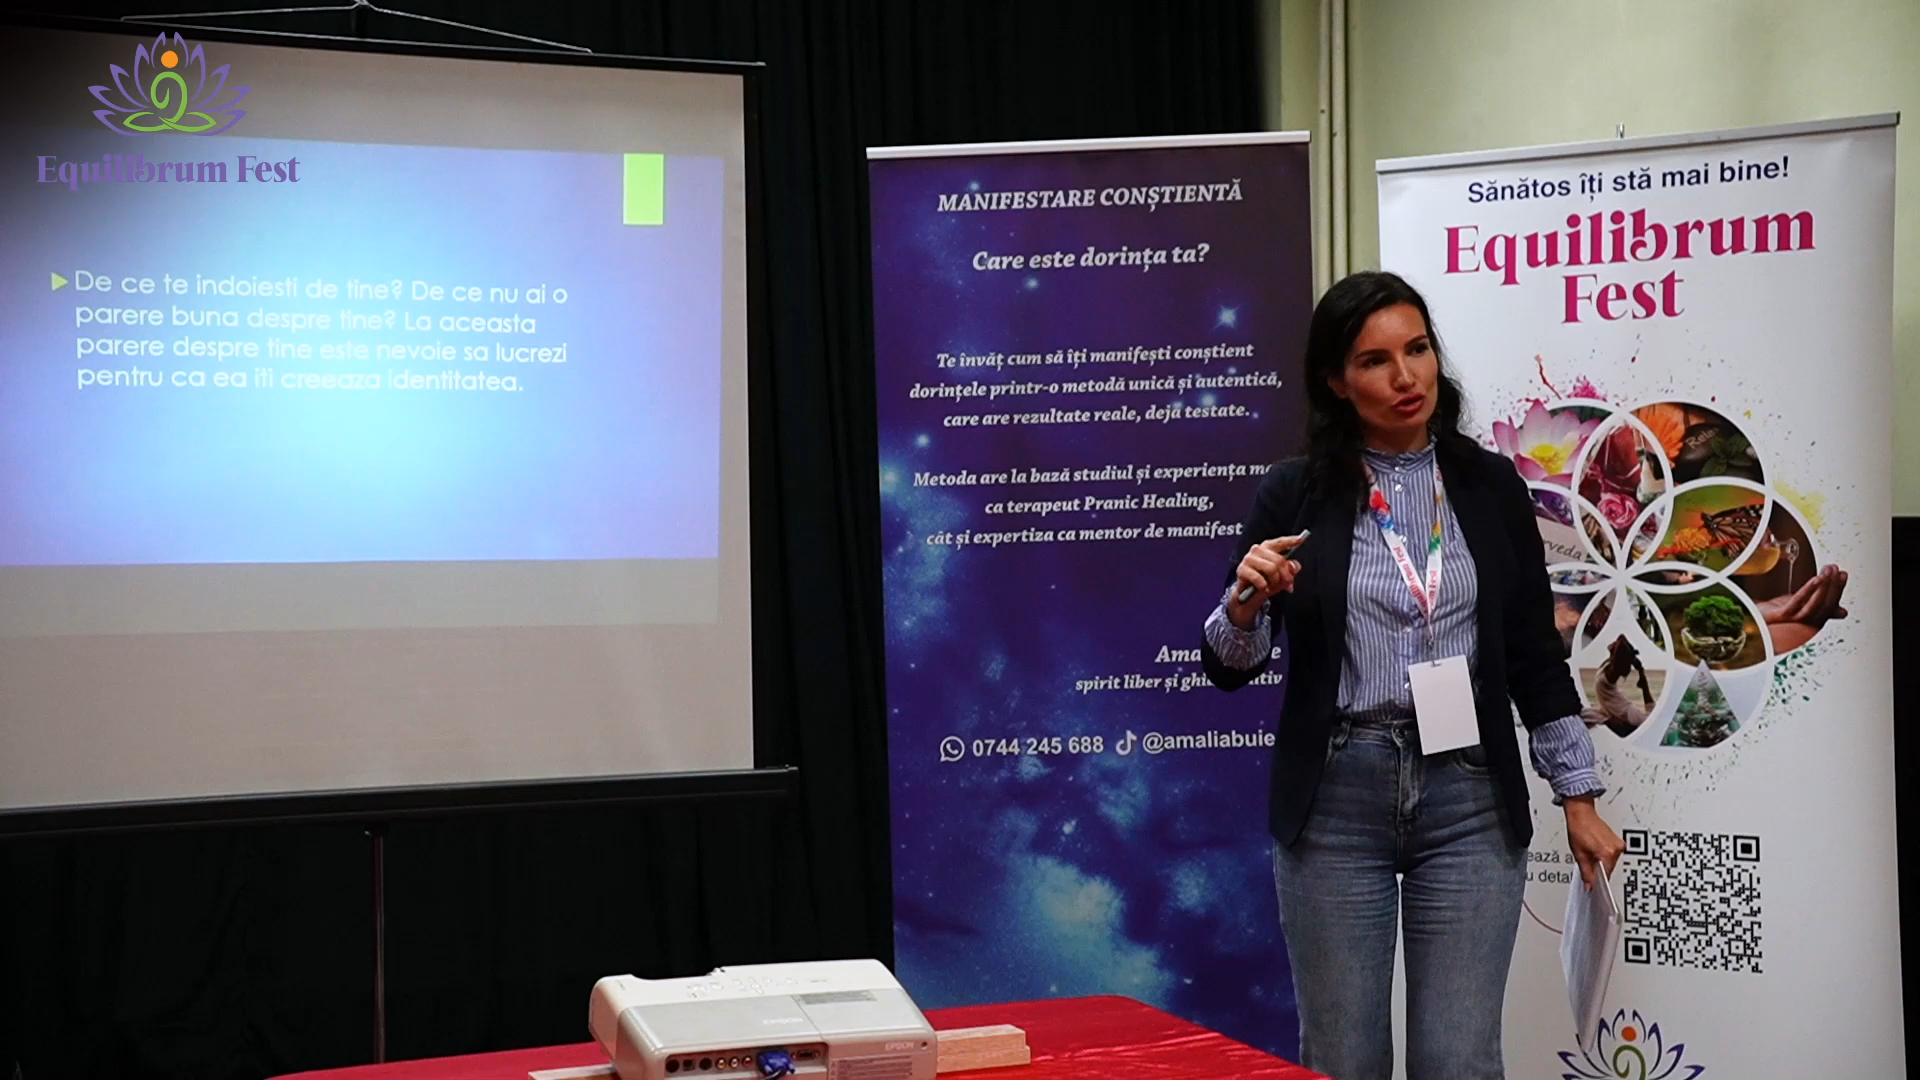 Equilibrum Fest
De ce te indoiesti de tine? De ce nu ai o
parere buna despre tine? La aceasta
parere despre tine este nevoie sa lucrezi
pentru ca ea iti creeaza identitatea.
MANIFESTARE CONȘTIENTĂ
Care este dorința ta?
Te învăț cum să îți manifești conștient
dorințele printr-o metodă unică și autentică,
care are rezultate reale, deja testate.
Metoda are la bază studiul și experiența
ca terapeut Pranic Healing,
cât și expertiza ca mentor de manifest
spirit liber și
0744 245 688 @amaliabuie
Sănătos îți stă mai bine!
Equilibrum
Fest
Equilibrum Fest
EPSON
EPSON